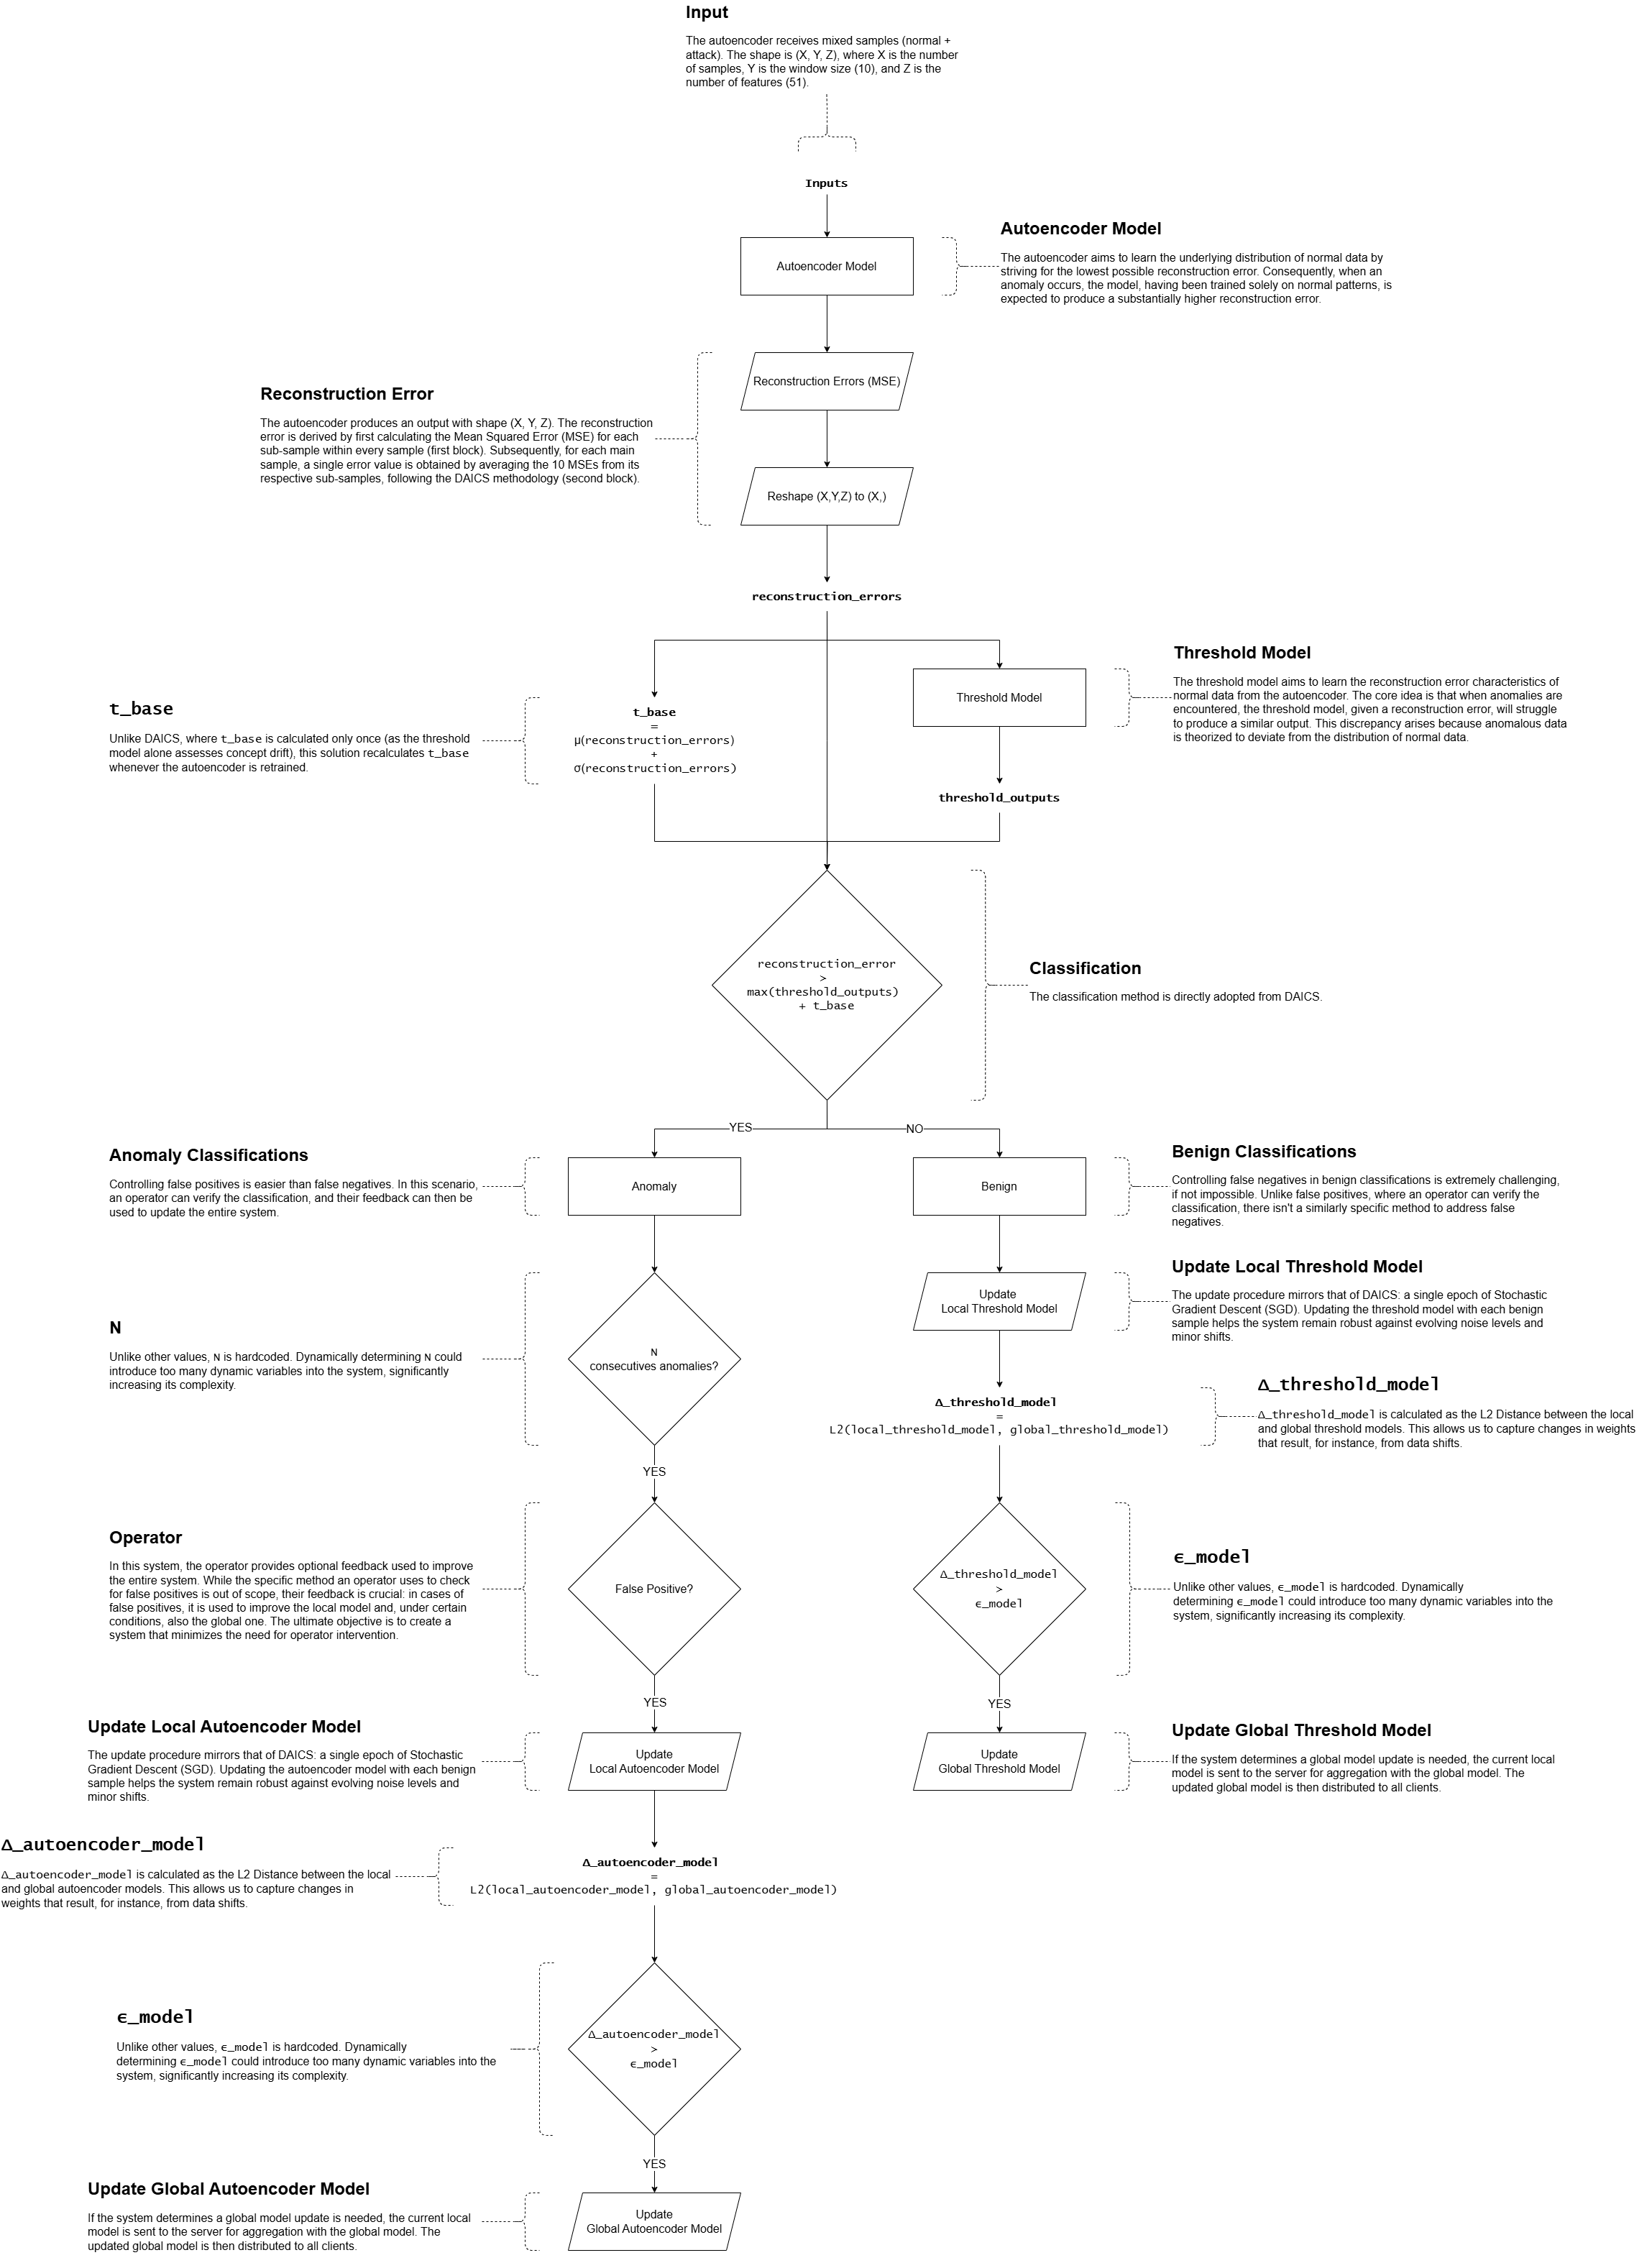 Input
The autoencoder receives mixed samples (normal +
attack). The shape is (X, Y, Z), where X is the number
of samples, Y is the window size (10), and Z is the
number of features (51).
Inputs
Autoencoder Model
Autoencoder Model
The autoencoder aims to learn the underlying distribution of normal data by
striving for the lowest possible reconstruction error. Consequently, when an
anomaly occurs, the model, having been trained solely on normal patterns, is
expected to produce a substantially higher reconstruction error.
Reconstruction Errors (MSE)
Reconstruction Error
The autoencoder produces an output with shape (X, Y, Z). The reconstruction
error is derived by first calculating the Mean Squared Error (MSE) for each
sub-sample within every sample (first block). Subsequently, for each main
sample, a single error value is obtained by averaging the 10 MSEs from its
respective sub-samples, following the DAICS methodology (second block).
Reshape (X,Y,Z) to (X,)
reconstruction_errors
Threshold Model
Threshold Model
The threshold model aims to learn the reconstruction error characteristics of
normal data from the autoencoder. The core idea is that when anomalies are
encountered, the threshold model, given a reconstruction error, will struggle
to produce a similar output. This discrepancy arises because anomalous data
is theorized to deviate from the distribution of normal data.
t_base
Unlike DAICS, where t_base is calculated only once (as the threshold
model alone assesses concept drift), this solution recalculates t_base
whenever the autoencoder is retrained.
t_base
=
μ(reconstruction_errors)
+
σ(reconstruction_errors)
threshold_outputs
reconstruction_error
>
max(threshold_outputs)
+ t_base
Classification
The classification method is directly adopted from DAICS.
YES
NO
Anomaly Classifications
Controlling false positives is easier than false negatives. In this scenario,
an operator can verify the classification, and their feedback can then be
used to update the entire system.
Anomaly
Benign
Benign Classifications
Controlling false negatives in benign classifications is extremely challenging,
if not impossible. Unlike false positives, where an operator can verify the
classification, there isn't a similarly specific method to address false
negatives.
Update
Local Threshold Model
Update Local Threshold Model
The update procedure mirrors that of DAICS: a single epoch of Stochastic
Gradient Descent (SGD). Updating the threshold model with each benign
sample helps the system remain robust against evolving noise levels and
minor shifts.
N
Unlike other values, N is hardcoded. Dynamically determining N could
introduce too many dynamic variables into the system, significantly
increasing its complexity.
N
consecutives anomalies?
Δ_threshold_model
=
L2(local_threshold_model, global_threshold_model)
Δ_threshold_model
Δ_threshold_model is calculated as the L2 Distance between the local
and global threshold models. This allows us to capture changes in weights
that result, for instance, from data shifts.
YES
Operator
In this system, the operator provides optional feedback used to improve
the entire system. While the specific method an operator uses to check
for false positives is out of scope, their feedback is crucial: in cases of
false positives, it is used to improve the local model and, under certain
conditions, also the global one. The ultimate objective is to create a
system that minimizes the need for operator intervention.
False Positive?
Δ_threshold_model
>
ϵ_model
ϵ_model
Unlike other values, ϵ_model is hardcoded. Dynamically
determining ϵ_model could introduce too many dynamic variables into the
system, significantly increasing its complexity.
YES
YES
Update Local Autoencoder Model
The update procedure mirrors that of DAICS: a single epoch of Stochastic
Gradient Descent (SGD). Updating the autoencoder model with each benign
sample helps the system remain robust against evolving noise levels and
minor shifts.
Update
Local Autoencoder Model
Update
Global Threshold Model
Update Global Threshold Model
If the system determines a global model update is needed, the current local
model is sent to the server for aggregation with the global model. The
updated global model is then distributed to all clients.
Δ_autoencoder_model
Δ_autoencoder_model is calculated as the L2 Distance between the local
and global autoencoder models. This allows us to capture changes in
weights that result, for instance, from data shifts.
Δ_autoencoder_model
=
L2(local_autoencoder_model, global_autoencoder_model)
ϵ_model
Unlike other values, ϵ_model is hardcoded. Dynamically
determining ϵ_model could introduce too many dynamic variables into the
system, significantly increasing its complexity.
Δ_autoencoder_model
>
ϵ_model
YES
Update Global Autoencoder Model
If the system determines a global model update is needed, the current local
model is sent to the server for aggregation with the global model. The
updated global model is then distributed to all clients.
Update
Global Autoencoder Model